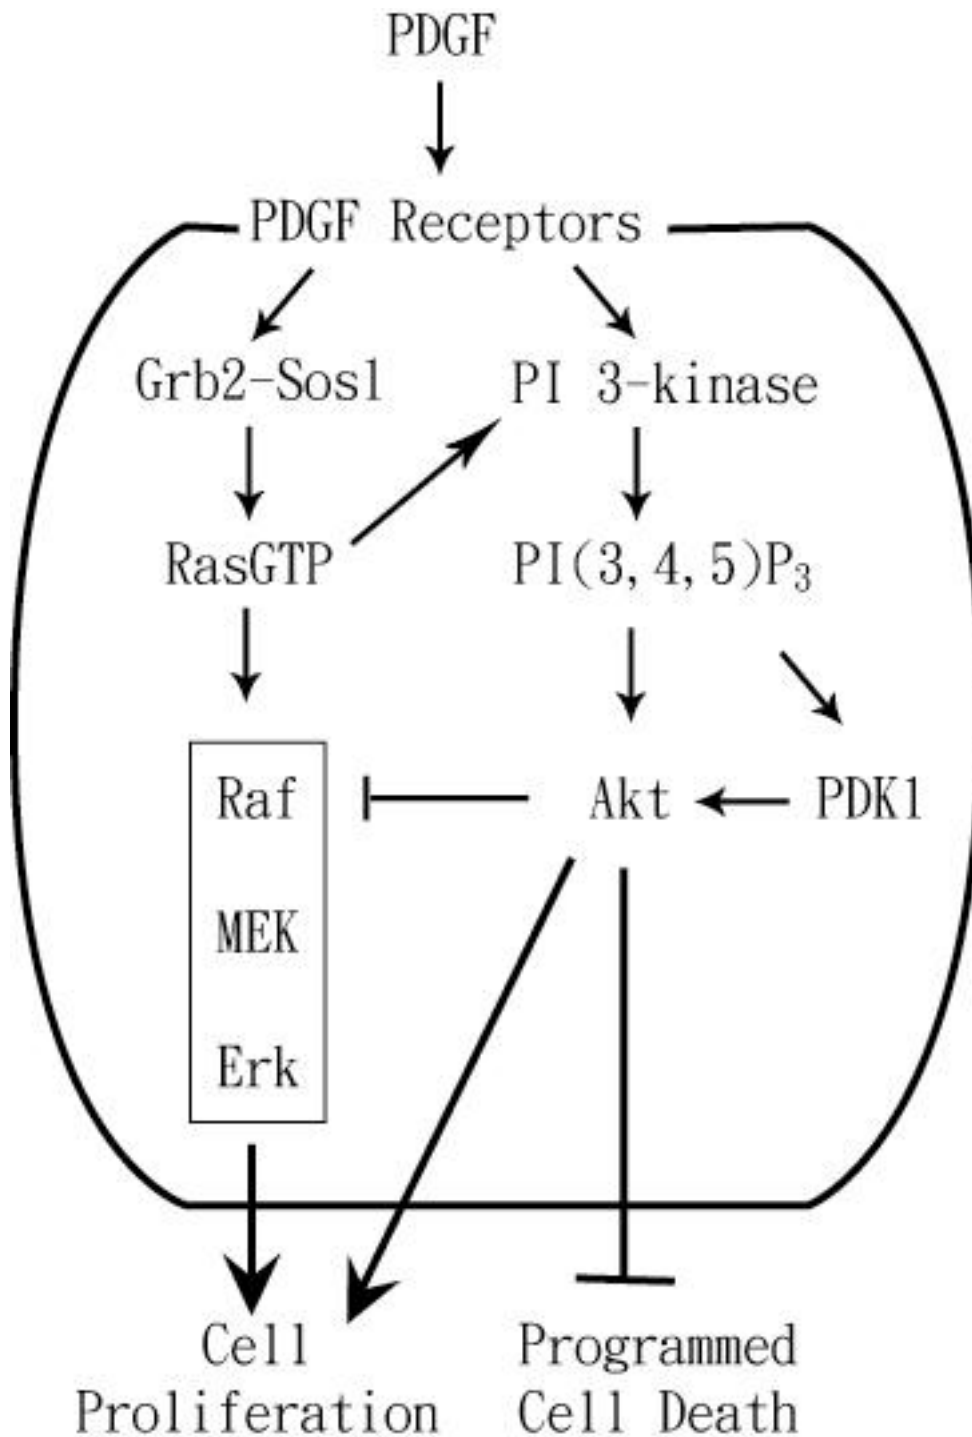 PDGF
PDGF Receptors
Grb2-Sos1
PI 3-kinase
RasGTP
PI(3,4,5)P₃
Raf
Akt
PDK1
MEK
Erk
Cell
Proliferation
Programmed
Cell Death